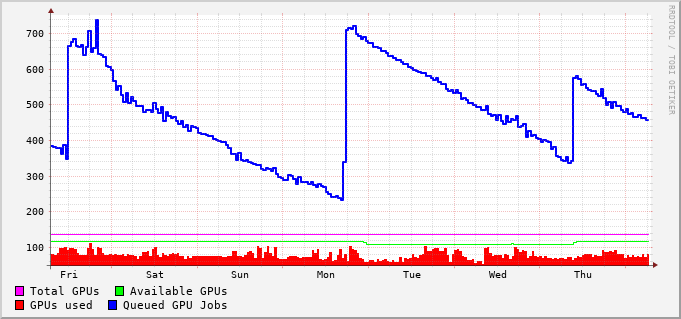 700
600
500
400
300
200
100
Fri Sat Sun Mon Tue Wed Thu
Total GPUs Available GPUs
GPUs used Queued GPU Jobs
RRDTOOL / TOBI OETIKER